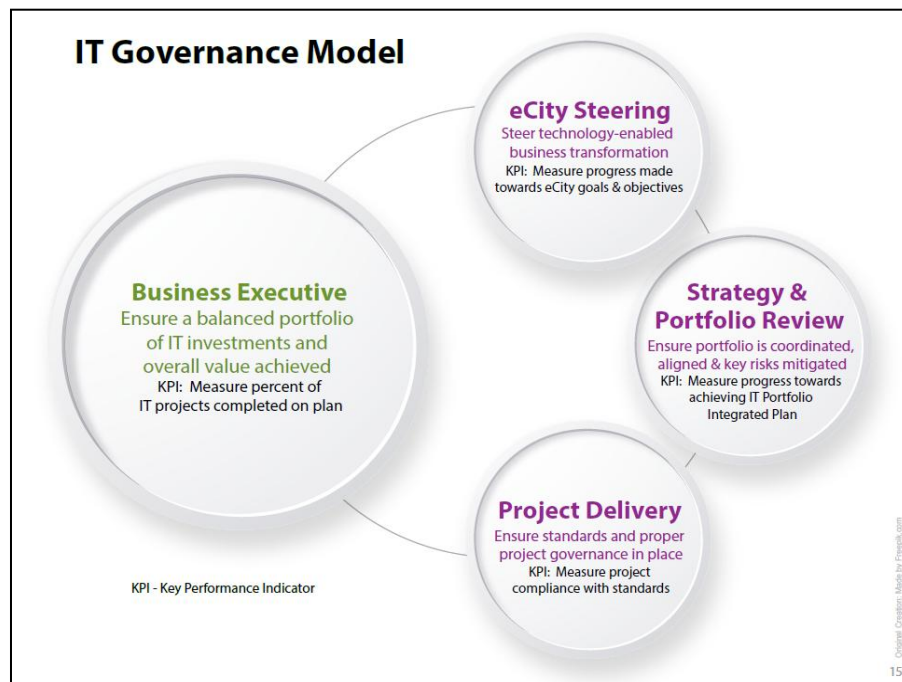 IT Governance Model
eCity Steering
Steer technology-enabled
business transformation
KPI: Measure progress made
towards eCity goals & objectives
Business Executive
Ensure a balanced portfolio
of IT investments and
overall value achieved
KPI: Measure percent of
IT projects completed on plan
Strategy &
Portfolio Review
Ensure portfolio is coordinated,
aligned & key risks mitigated
KPI: Measure progress towards
achieving IT Portfolio
Integrated Plan
Project Delivery
Ensure standards and proper
project governance in place
KPI: Measure project
compliance with standards
KPI - Key Performance Indicator
Original Creation: Made by Freepik.com
15